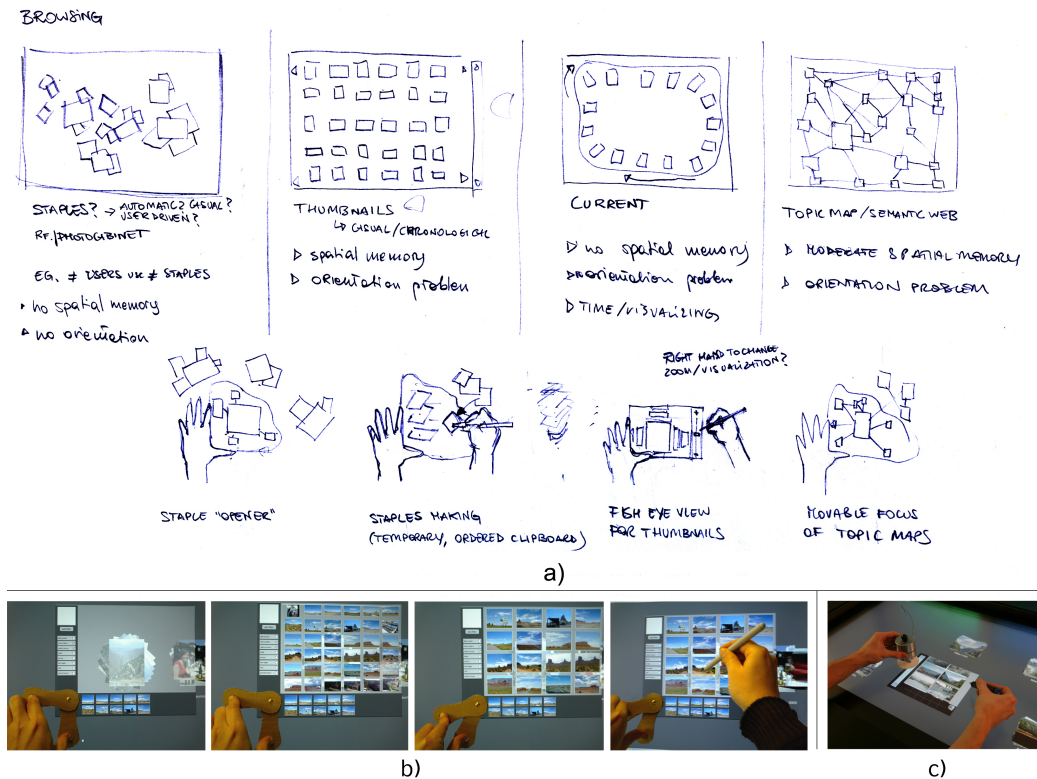 BROWSING
STAPLES? → AUTOMATIC? VISUAL?
USER DRIVEN?
RF./PHOTOCABINET
EG. ≠ USERS ≠ STAPLES
no spatial memory
no orientation
THUMBNAILS
↳ VISUAL/CHRONOLOGICAL
▷ spatial memory
▷ orientation problem
CURRENT
▷ no spatial memory
orientation problem
▷ TIME/VISUALIZING
TOPIC MAP/SEMANTIC WEB
▷ MODERATE SPATIAL MEMORY
▷ ORIENTATION PROBLEM
STAPLE "OPENER"
STAPLES MAKING
(TEMPORARY, ORDERED CLIPBOARD)
RIGHT HAND TO CHANGE
ZOOM/VISUALIZATION?
FISH EYE VIEW
FOR THUMBNAILS
MOVABLE FOCUS
OF TOPIC MAPS
a)
b)
c)